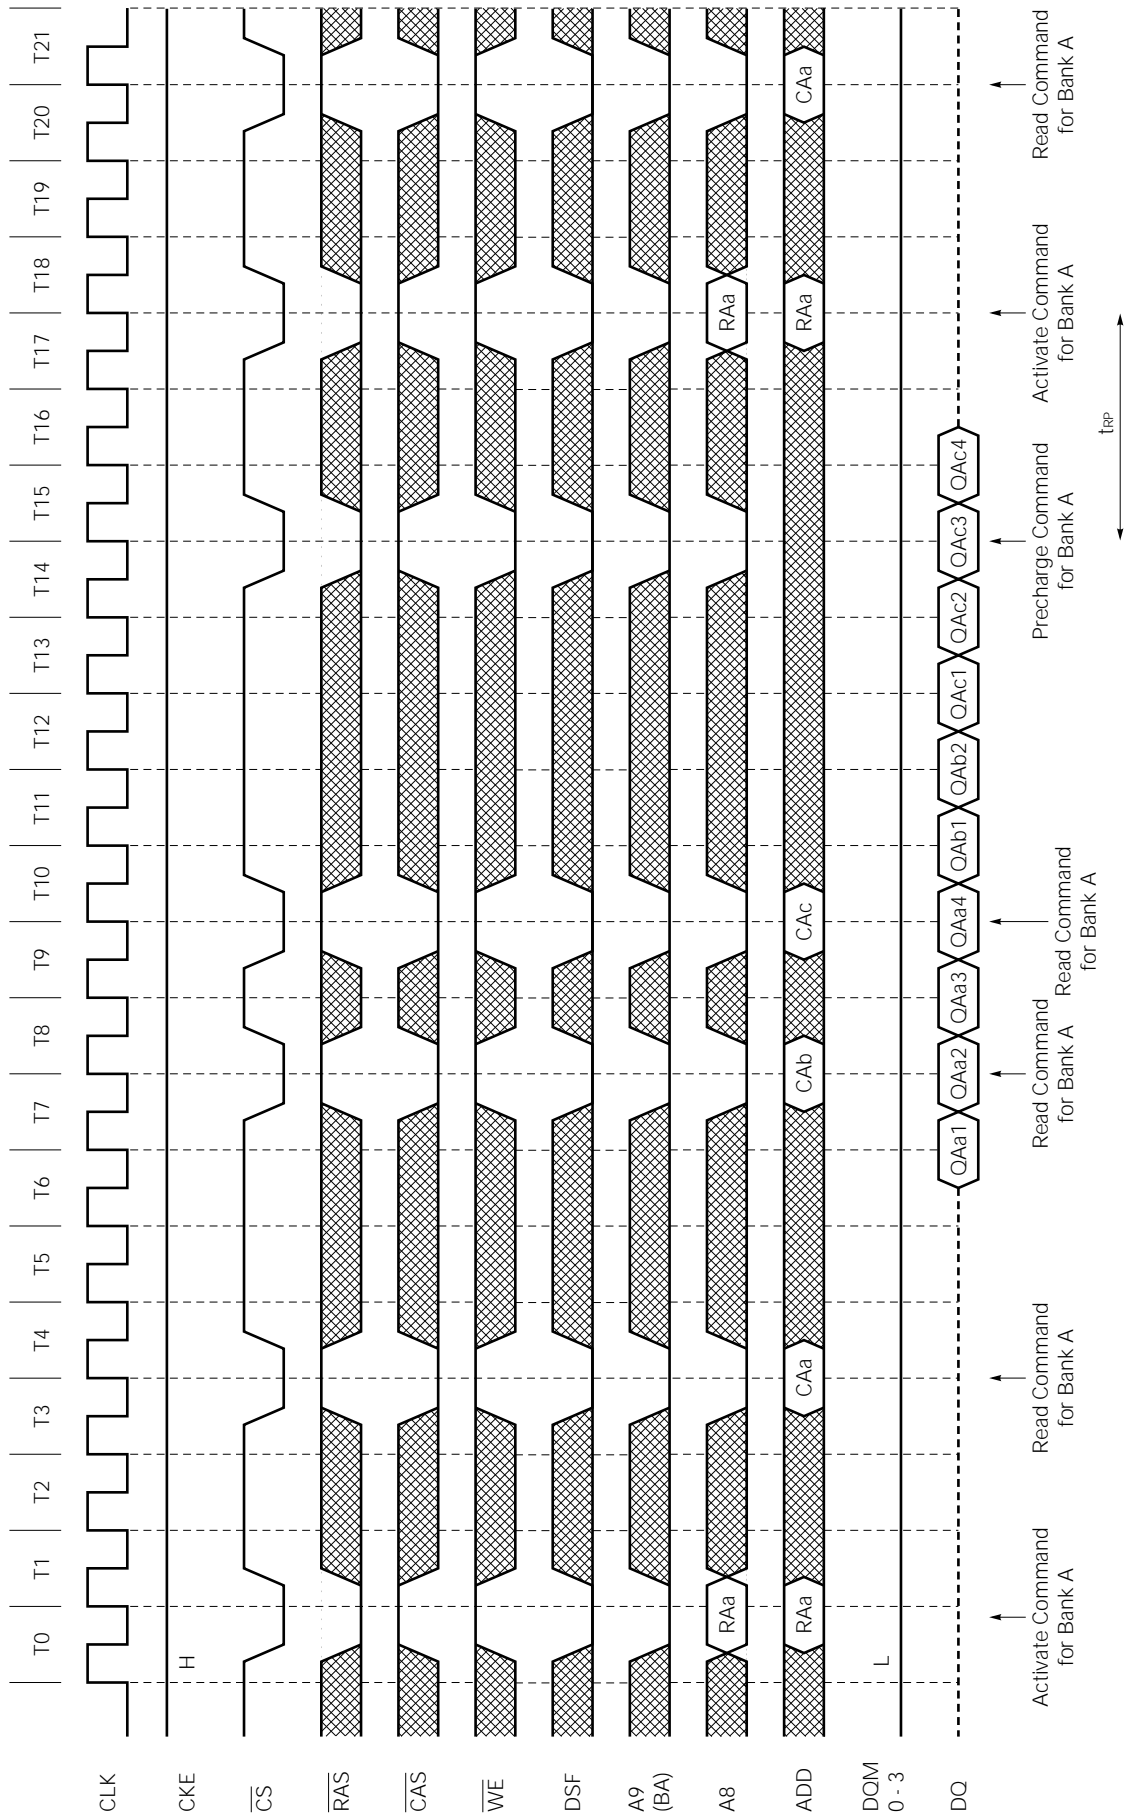 T0 T1 T2 T3 T4 T5 T6 T7 T8 T9 T10 T11 T12 T13 T14 T15 T16 T17 T18 T19 T20 T21
CLK
CKE H
CS
RAS
CAS
WE
DSF
A9
(BA)
A8 RAa RAa
ADD RAa CAa CAb CAc RAa CAa
DQM
0 - 3 L
DQ QAa1 QAa2 QAa3 QAa4 QAb1 QAb2 QAc1 QAc2 QAc3 QAc4
Activate Command
for Bank A
Read Command
for Bank A
Read Command
for Bank A
Read Command
for Bank A
Precharge Command
for Bank A
Activate Command
for Bank A
Read Command
for Bank A
tRP